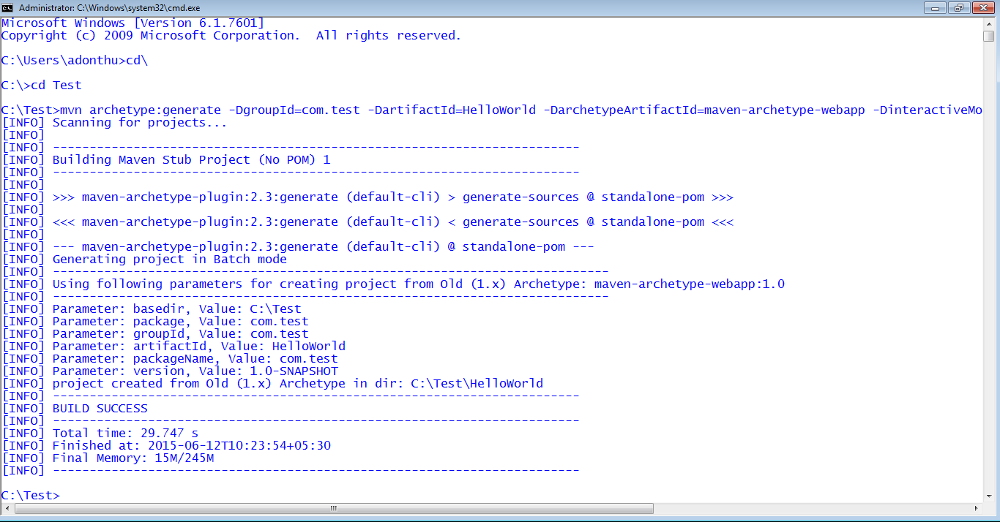 Administrator: C:\Windows\system32\cmd.exe
Microsoft Windows [Version 6.1.7601]
Copyright (c) 2009 Microsoft Corporation.  All rights reserved.

C:\Users\adonthu>cd\

C:\>cd Test

C:\Test>mvn archetype:generate -DgroupId=com.test -DartifactId=HelloWorld -DarchetypeArtifactId=maven-archetype-webapp -DinteractiveMo
[INFO] Scanning for projects...
[INFO]
[INFO] ------------------------------------------------------------------------
[INFO] Building Maven Stub Project (No POM) 1
[INFO] ------------------------------------------------------------------------
[INFO]
[INFO] >>> maven-archetype-plugin:2.3:generate (default-cli) > generate-sources @ standalone-pom >>>
[INFO]
[INFO] <<< maven-archetype-plugin:2.3:generate (default-cli) < generate-sources @ standalone-pom <<<
[INFO]
[INFO] --- maven-archetype-plugin:2.3:generate (default-cli) @ standalone-pom ---
[INFO] Generating project in Batch mode
[INFO] ----------------------------------------------------------------------------
[INFO] Using following parameters for creating project from Old (1.x) Archetype: maven-archetype-webapp:1.0
[INFO] ----------------------------------------------------------------------------
[INFO] Parameter: basedir, Value: C:\Test
[INFO] Parameter: package, Value: com.test
[INFO] Parameter: groupId, Value: com.test
[INFO] Parameter: artifactId, Value: HelloWorld
[INFO] Parameter: packageName, Value: com.test
[INFO] Parameter: version, Value: 1.0-SNAPSHOT
[INFO] project created from Old (1.x) Archetype in dir: C:\Test\HelloWorld
[INFO] ------------------------------------------------------------------------
[INFO] BUILD SUCCESS
[INFO] ------------------------------------------------------------------------
[INFO] Total time: 29.747 s
[INFO] Finished at: 2015-06-12T10:23:54+05:30
[INFO] Final Memory: 15M/245M
[INFO] ------------------------------------------------------------------------

C:\Test>